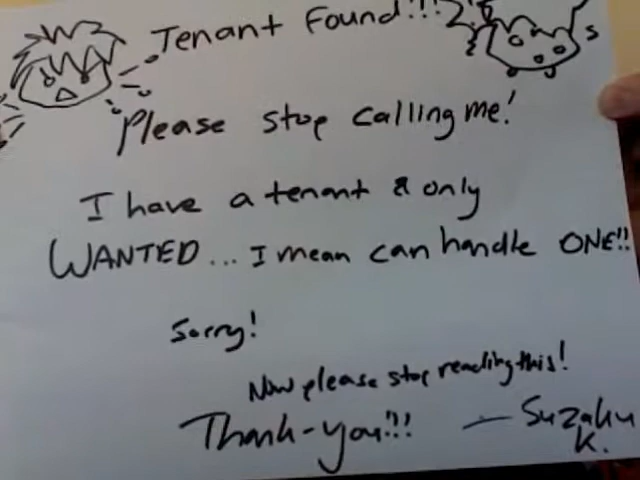 Tenant Found!!!
Please stop calling me!
I have a tenant & only
WANTED... I mean can handle ONE!!
Sorry!
Now please stop reading this!
Thank-you!!!
— Suzaku
K.